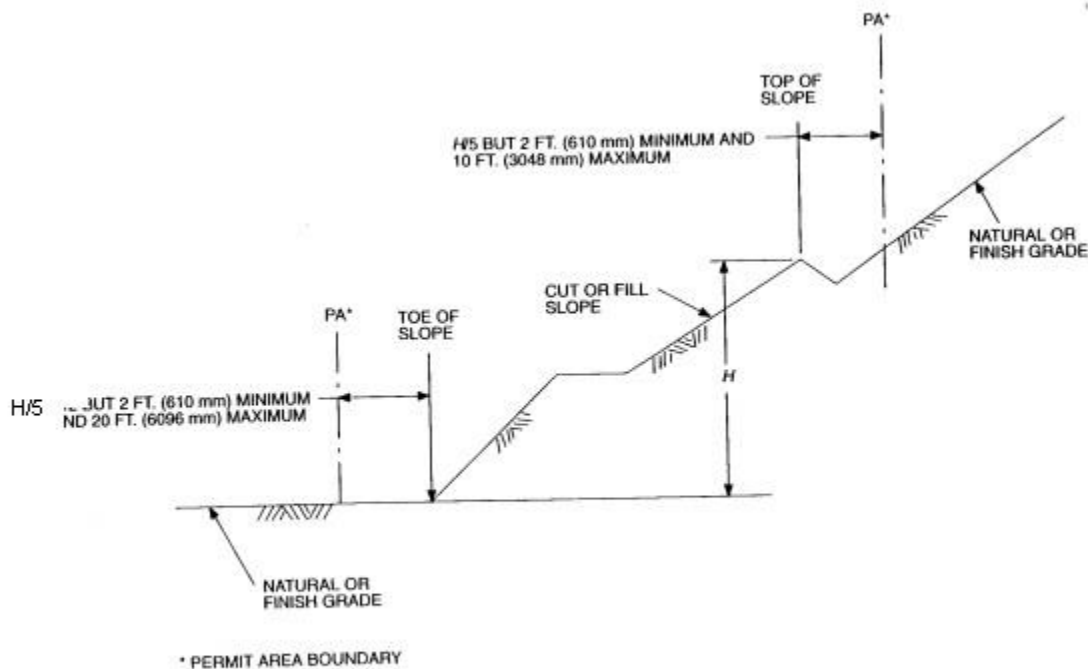 PA*
TOP OF
SLOPE
H/5 BUT 2 FT. (610 mm) MINIMUM AND
10 FT. (3048 mm) MAXIMUM
NATURAL OR
FINISH GRADE
CUT OR FILL
SLOPE
PA*
TOE OF
SLOPE
H
H/5 BUT 2 FT. (610 mm) MINIMUM
ND 20 FT. (6096 mm) MAXIMUM
NATURAL OR
FINISH GRADE
* PERMIT AREA BOUNDARY